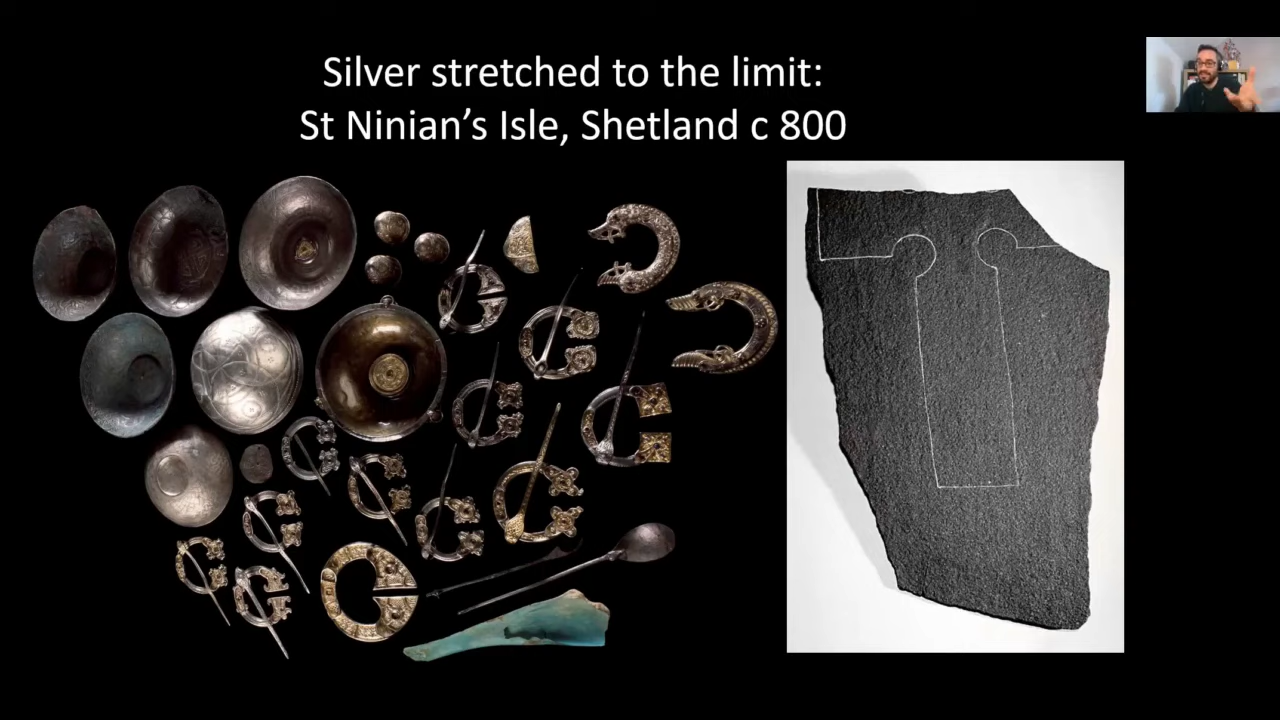 Silver stretched to the limit:
St Ninian’s Isle, Shetland c 800